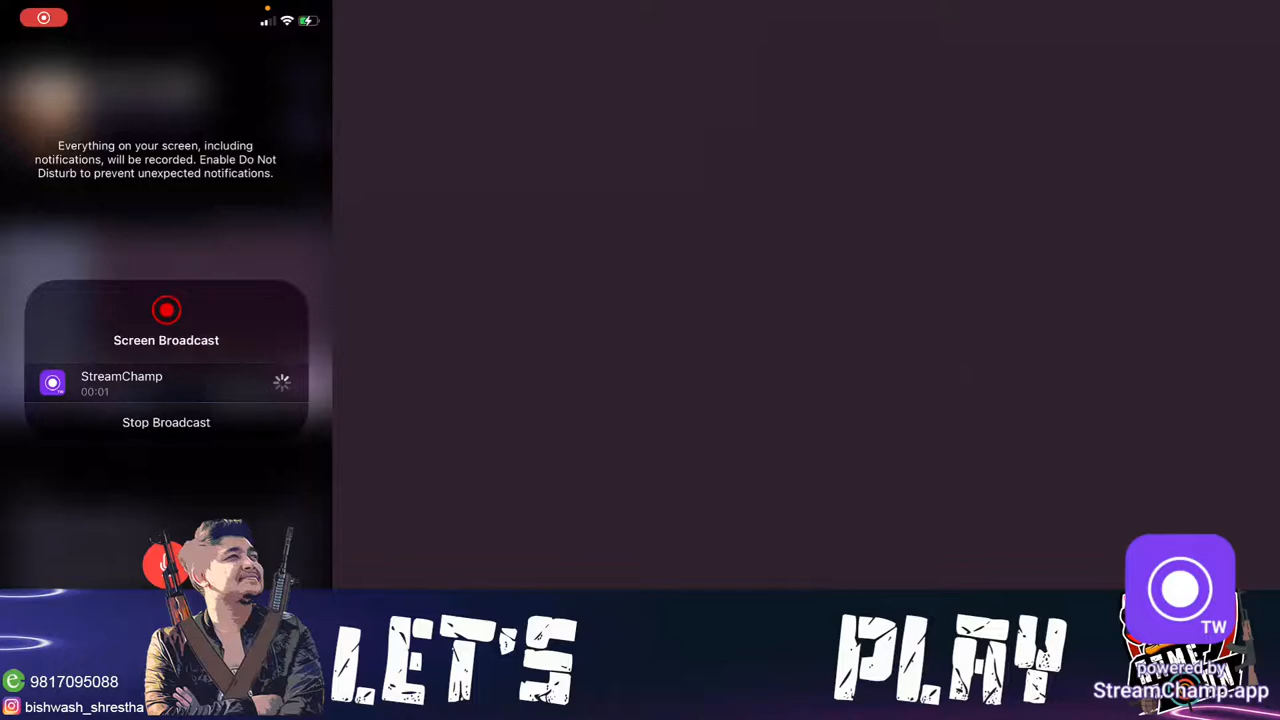 Everything on your screen, including
notifications, will be recorded. Enable Do Not
Disturb to prevent unexpected notifications.
Screen Broadcast
StreamChamp
00:01
Stop Broadcast
LET'S PLAY
9817095088
bishwash_shrestha
TW
powered by
StreamChamp.app